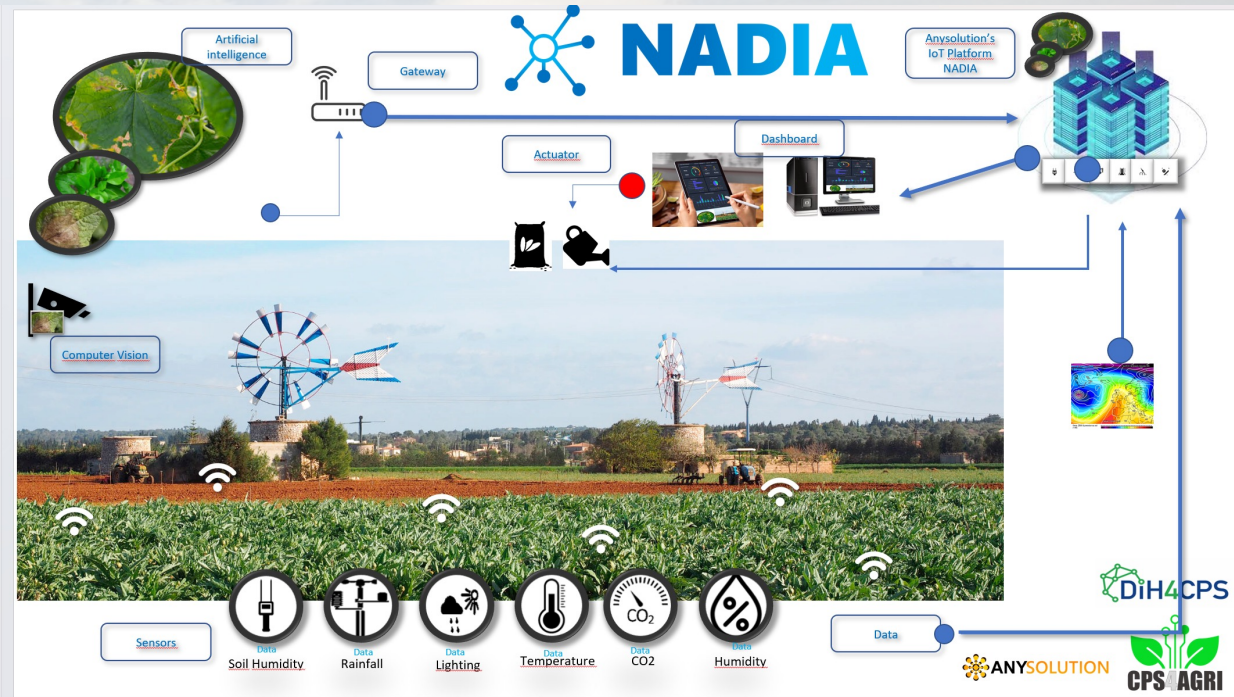 Artificial
intelligence
Gateway
NADIA
Anysolution's
IoT Platform
NADIA
Actuator
Dashboard
Computer Vision
CO2
%
Sensors
Data
Soil Humidity
Data
Rainfall
Data
Lighting
Data
Temperature
Data
CO2
Data
Humidity
Data
DiH4CPS
ANYSOLUTION
CPS4AGRI